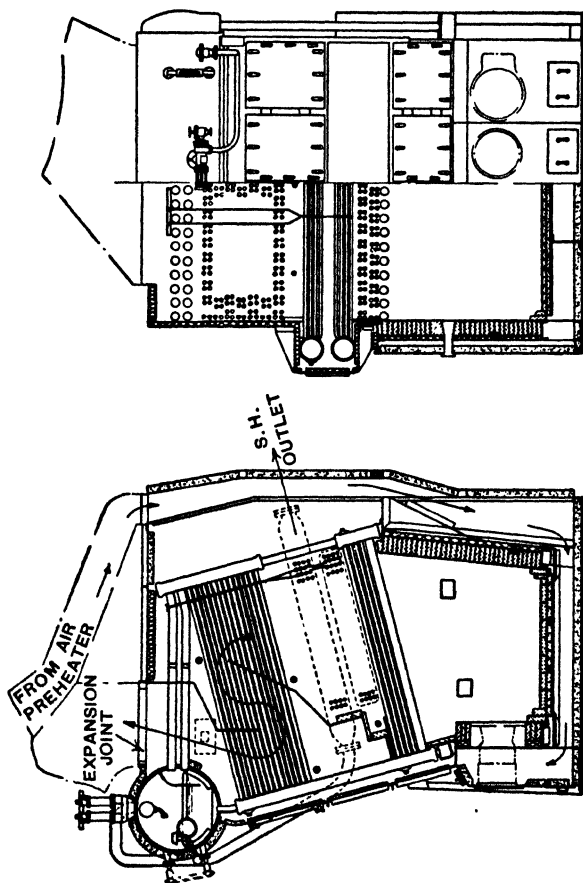 S.H.
OUTLET
FROM AIR
PREHEATER
EXPANSION
JOINT